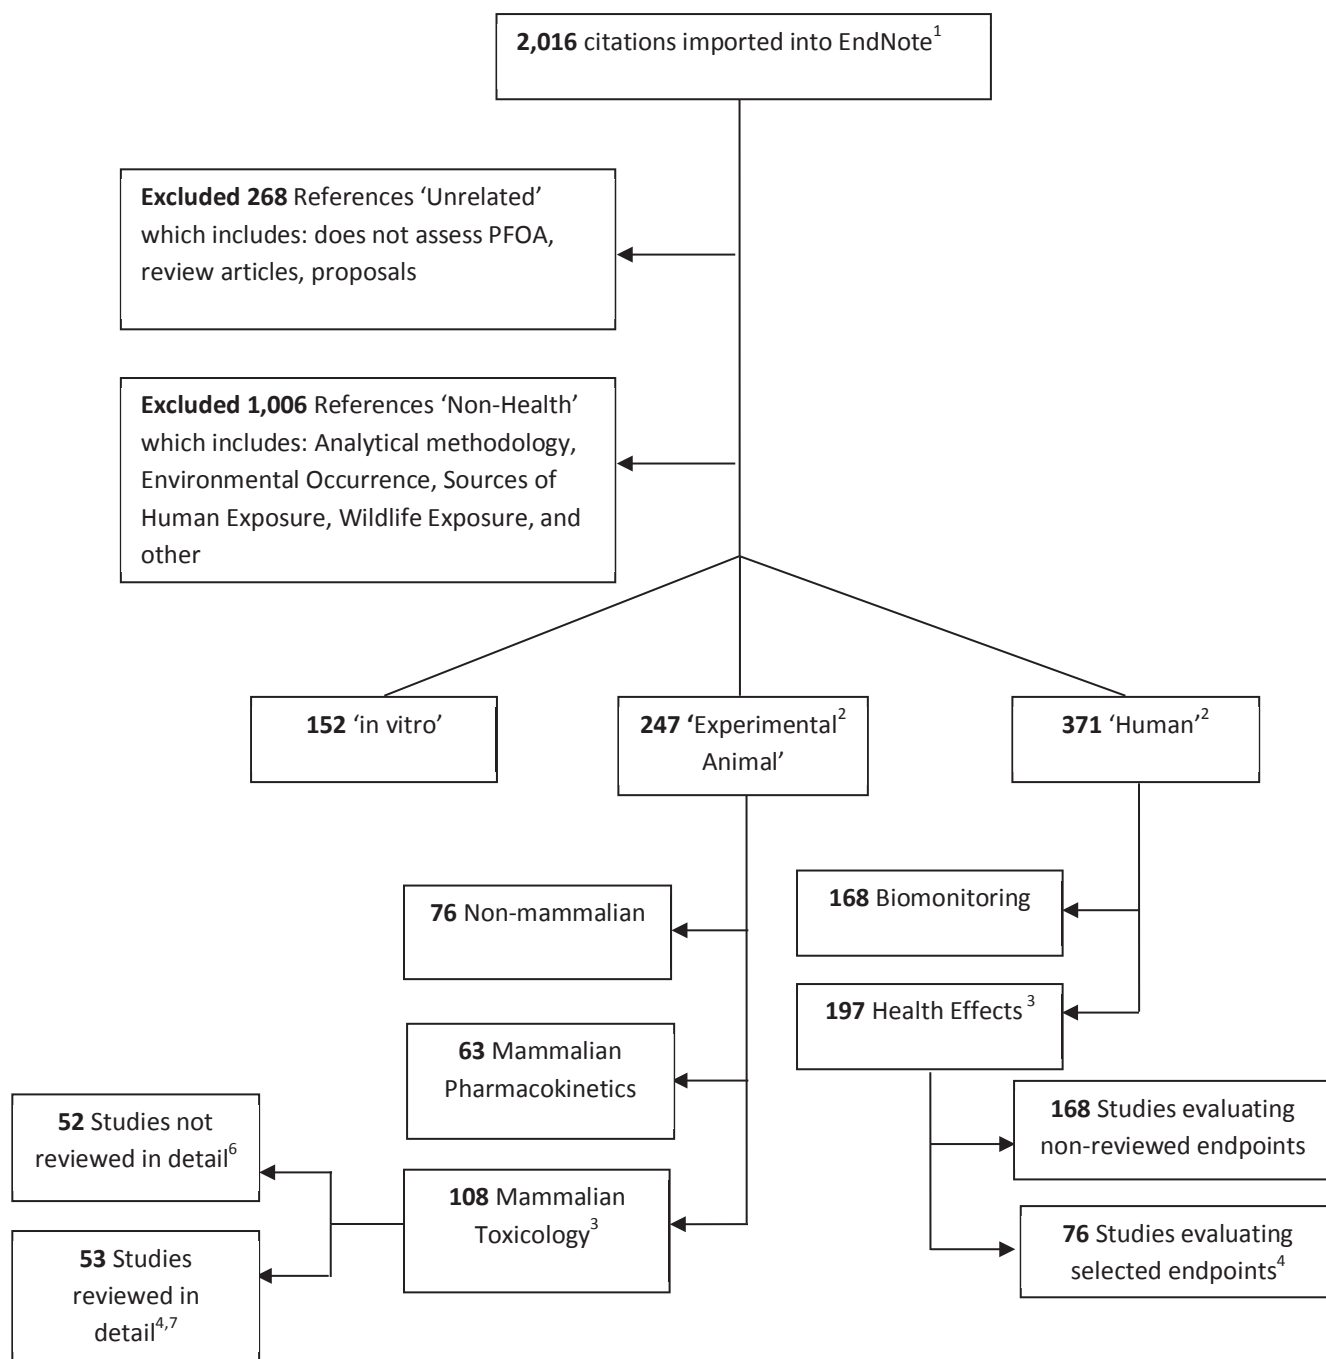 2,016 citations imported into EndNote1
Excluded 268 References ‘Unrelated’
which includes: does not assess PFOA,
review articles, proposals
Excluded 1,006 References ‘Non-Health’
which includes: Analytical methodology,
Environmental Occurrence, Sources of
Human Exposure, Wildlife Exposure, and
other
152 ‘in vitro’
247 ‘Experimental2
Animal’
371 ‘Human’2
76 Non-mammalian
168 Biomonitoring
197 Health Effects 3
63 Mammalian
Pharmacokinetics
168 Studies evaluating
non-reviewed endpoints
52 Studies not
reviewed in detail6
108 Mammalian
Toxicology3
76 Studies evaluating
selected endpoints4
53 Studies
reviewed in
detail4,7